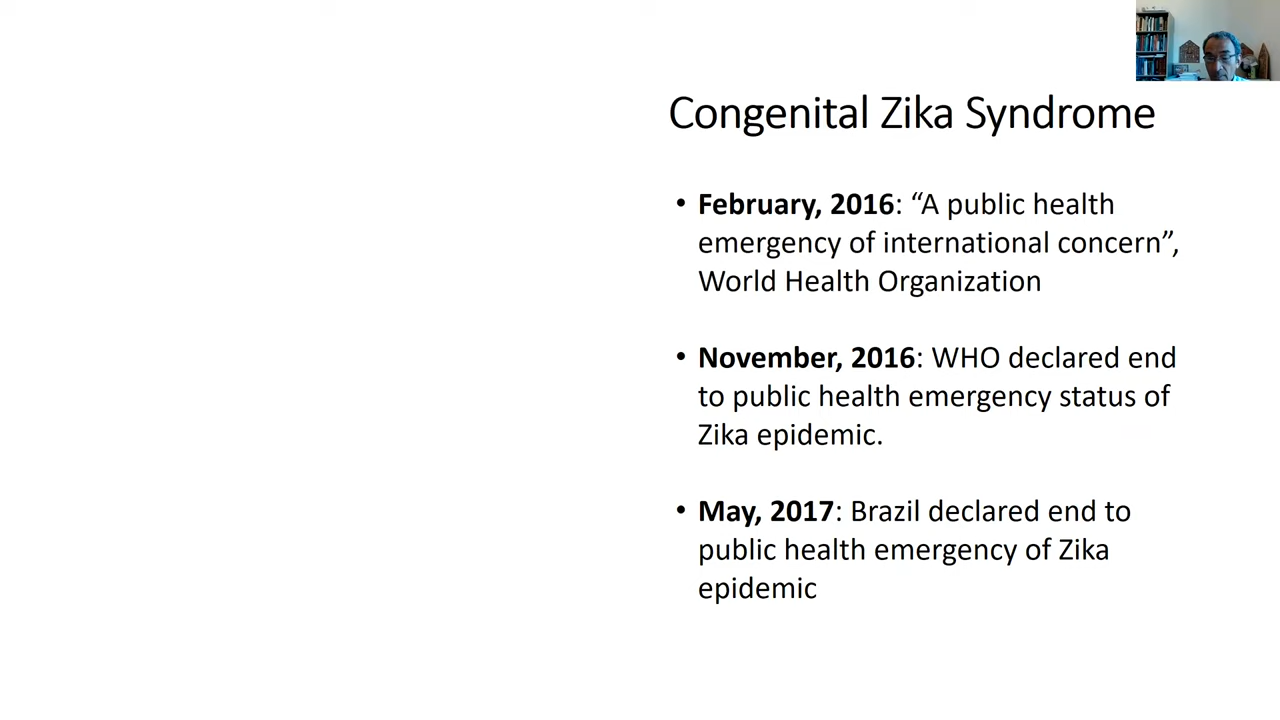 Congenital Zika Syndrome
• February, 2016: “A public health
emergency of international concern”,
World Health Organization
• November, 2016: WHO declared end
to public health emergency status of
Zika epidemic.
• May, 2017: Brazil declared end to
public health emergency of Zika
epidemic